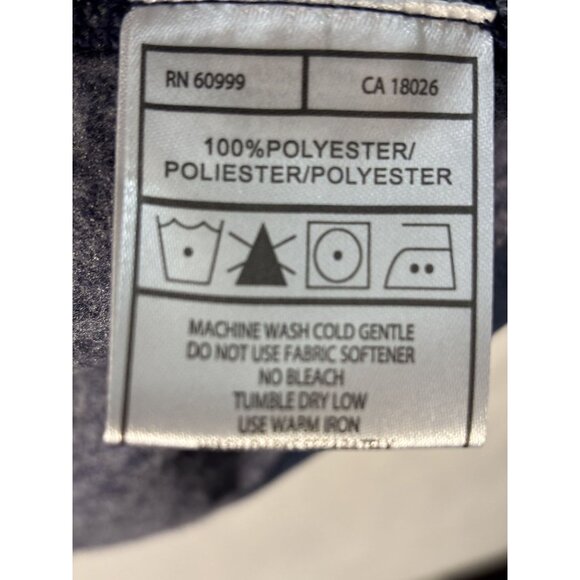 RN 60999
CA 18026
100%POLYESTER/
POLIESTER/POLYESTER
MACHINE WASH COLD GENTLE
DO NOT USE FABRIC SOFTENER
NO BLEACH
TUMBLE DRY LOW
USE WARM IRON